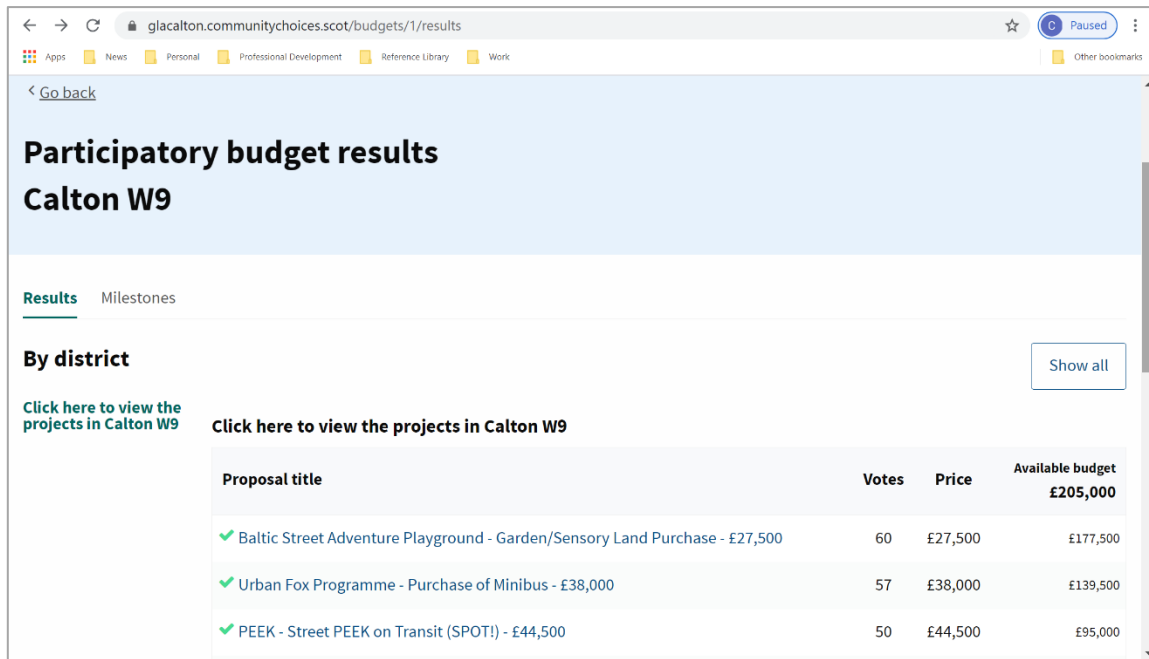 glacalton.communitychoices.scot/budgets/1/results
C Paused
Apps News Personal Professional Development Reference Library Work Other bookmarks
Go back
Participatory budget results
Calton W9
Results Milestones
By district
Show all
Click here to view the
projects in Calton W9
Click here to view the projects in Calton W9
Proposal title Votes Price Available budget
£205,000
Baltic Street Adventure Playground - Garden/Sensory Land Purchase - £27,500 60 £27,500 £177,500
Urban Fox Programme - Purchase of Minibus - £38,000 57 £38,000 £139,500
PEEK - Street PEEK on Transit (SPOT!) - £44,500 50 £44,500 £95,000